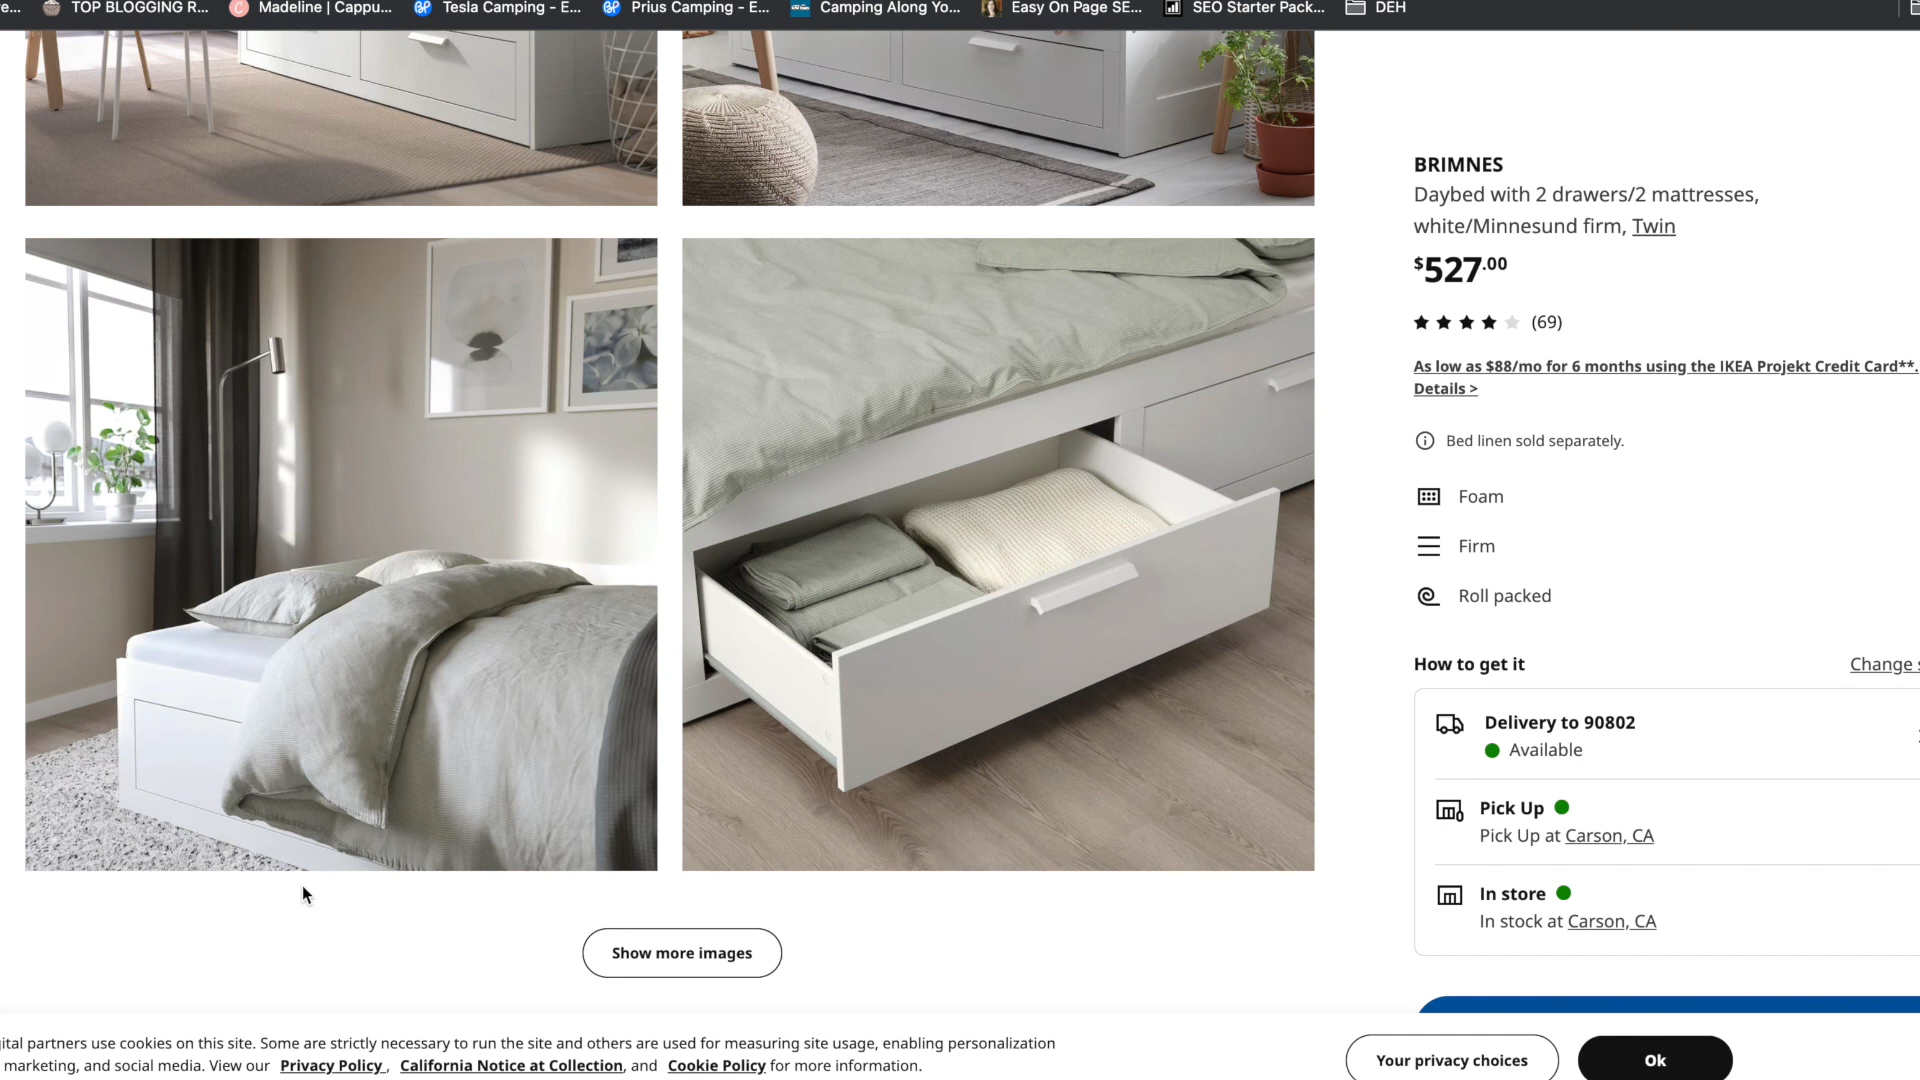 TOP BLOGGING R...
Madeline | Cappu...
Tesla Camping - E...
Prius Camping - E...
Camping Along Yo...
Easy On Page SE...
SEO Starter Pack...
DEH
BRIMNES
Daybed with 2 drawers/2 mattresses,
white/Minnesund firm, Twin
$527.00
(69)
As low as $88/mo for 6 months using the IKEA Projekt Credit Card**.
Details >
Bed linen sold separately.
Foam
Firm
Roll packed
How to get it
Change
Delivery to 90802
Available
Pick Up
Pick Up at Carson, CA
In store
In stock at Carson, CA
Show more images
gital partners use cookies on this site. Some are strictly necessary to run the site and others are used for measuring site usage, enabling personalization
marketing, and social media. View our Privacy Policy , California Notice at Collection, and Cookie Policy for more information.
Your privacy choices
Ok